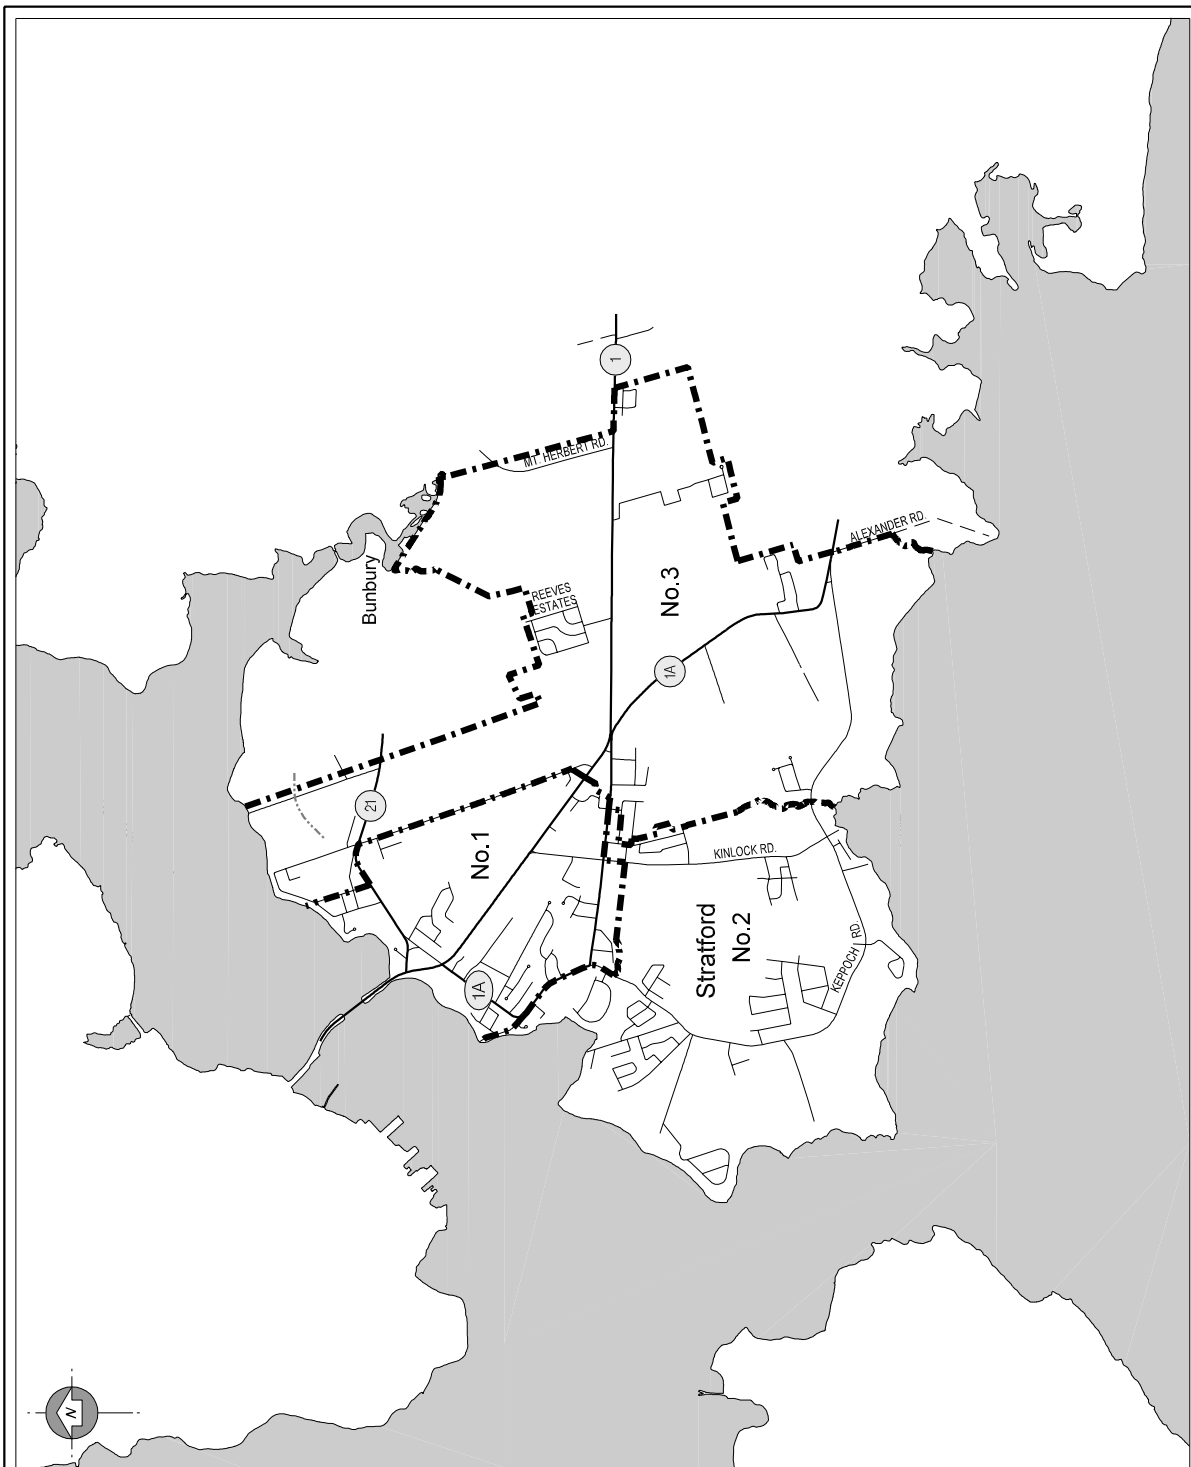 1
MT. HERBERT RD.
ALEXANDER RD.
Bunbury
REEVES
ESTATES
No.3
1A
21
No.1
KINLOCK RD.
Stratford
No.2
KEPPOCH RD.
1A
N